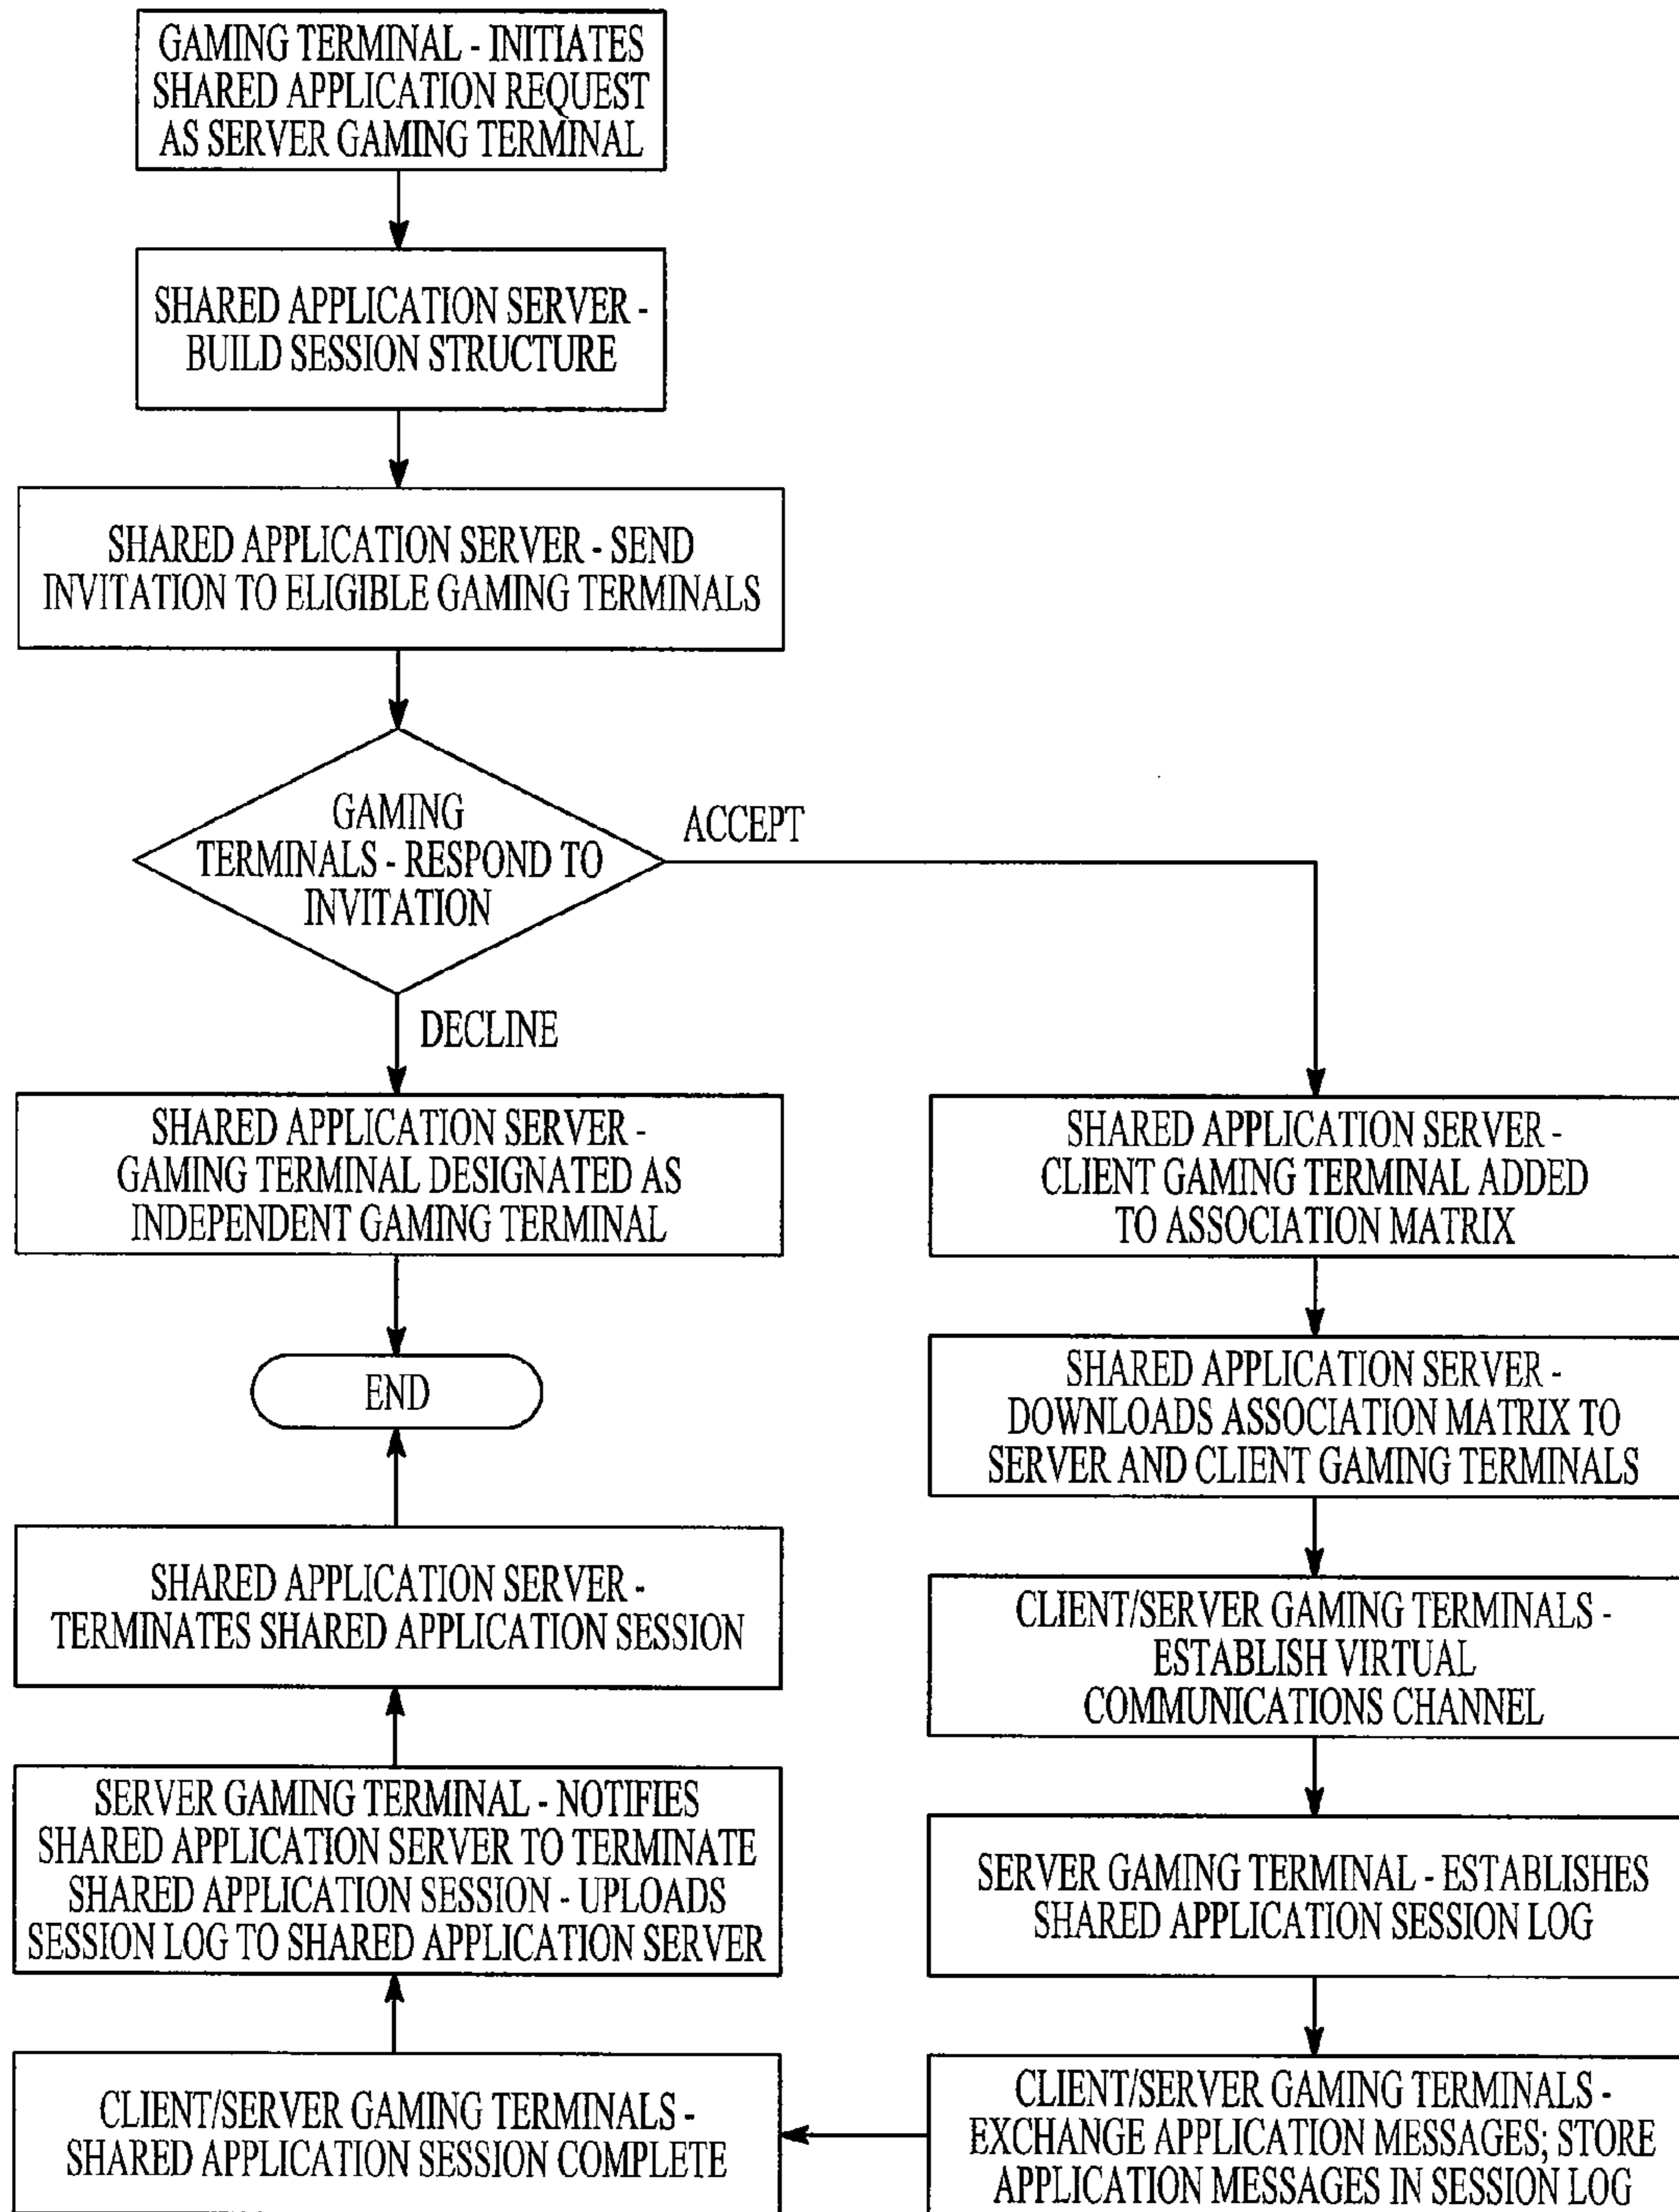 GAMING TERMINAL - INITIATES
SHARED APPLICATION REQUEST
AS SERVER GAMING TERMINAL
SHARED APPLICATION SERVER -
BUILD SESSION STRUCTURE
SHARED APPLICATION SERVER - SEND
INVITATION TO ELIGIBLE GAMING TERMINALS
GAMING
TERMINALS - RESPOND TO
INVITATION
ACCEPT
DECLINE
SHARED APPLICATION SERVER -
GAMING TERMINAL DESIGNATED AS
INDEPENDENT GAMING TERMINAL
END
SHARED APPLICATION SERVER -
CLIENT GAMING TERMINAL ADDED
TO ASSOCIATION MATRIX
SHARED APPLICATION SERVER -
DOWNLOADS ASSOCIATION MATRIX TO
SERVER AND CLIENT GAMING TERMINALS
CLIENT/SERVER GAMING TERMINALS -
ESTABLISH VIRTUAL
COMMUNICATIONS CHANNEL
SERVER GAMING TERMINAL - ESTABLISHES
SHARED APPLICATION SESSION LOG
CLIENT/SERVER GAMING TERMINALS -
EXCHANGE APPLICATION MESSAGES; STORE
APPLICATION MESSAGES IN SESSION LOG
CLIENT/SERVER GAMING TERMINALS -
SHARED APPLICATION SESSION COMPLETE
SERVER GAMING TERMINAL - NOTIFIES
SHARED APPLICATION SERVER TO TERMINATE
SHARED APPLICATION SESSION - UPLOADS
SESSION LOG TO SHARED APPLICATION SERVER
SHARED APPLICATION SERVER -
TERMINATES SHARED APPLICATION SESSION